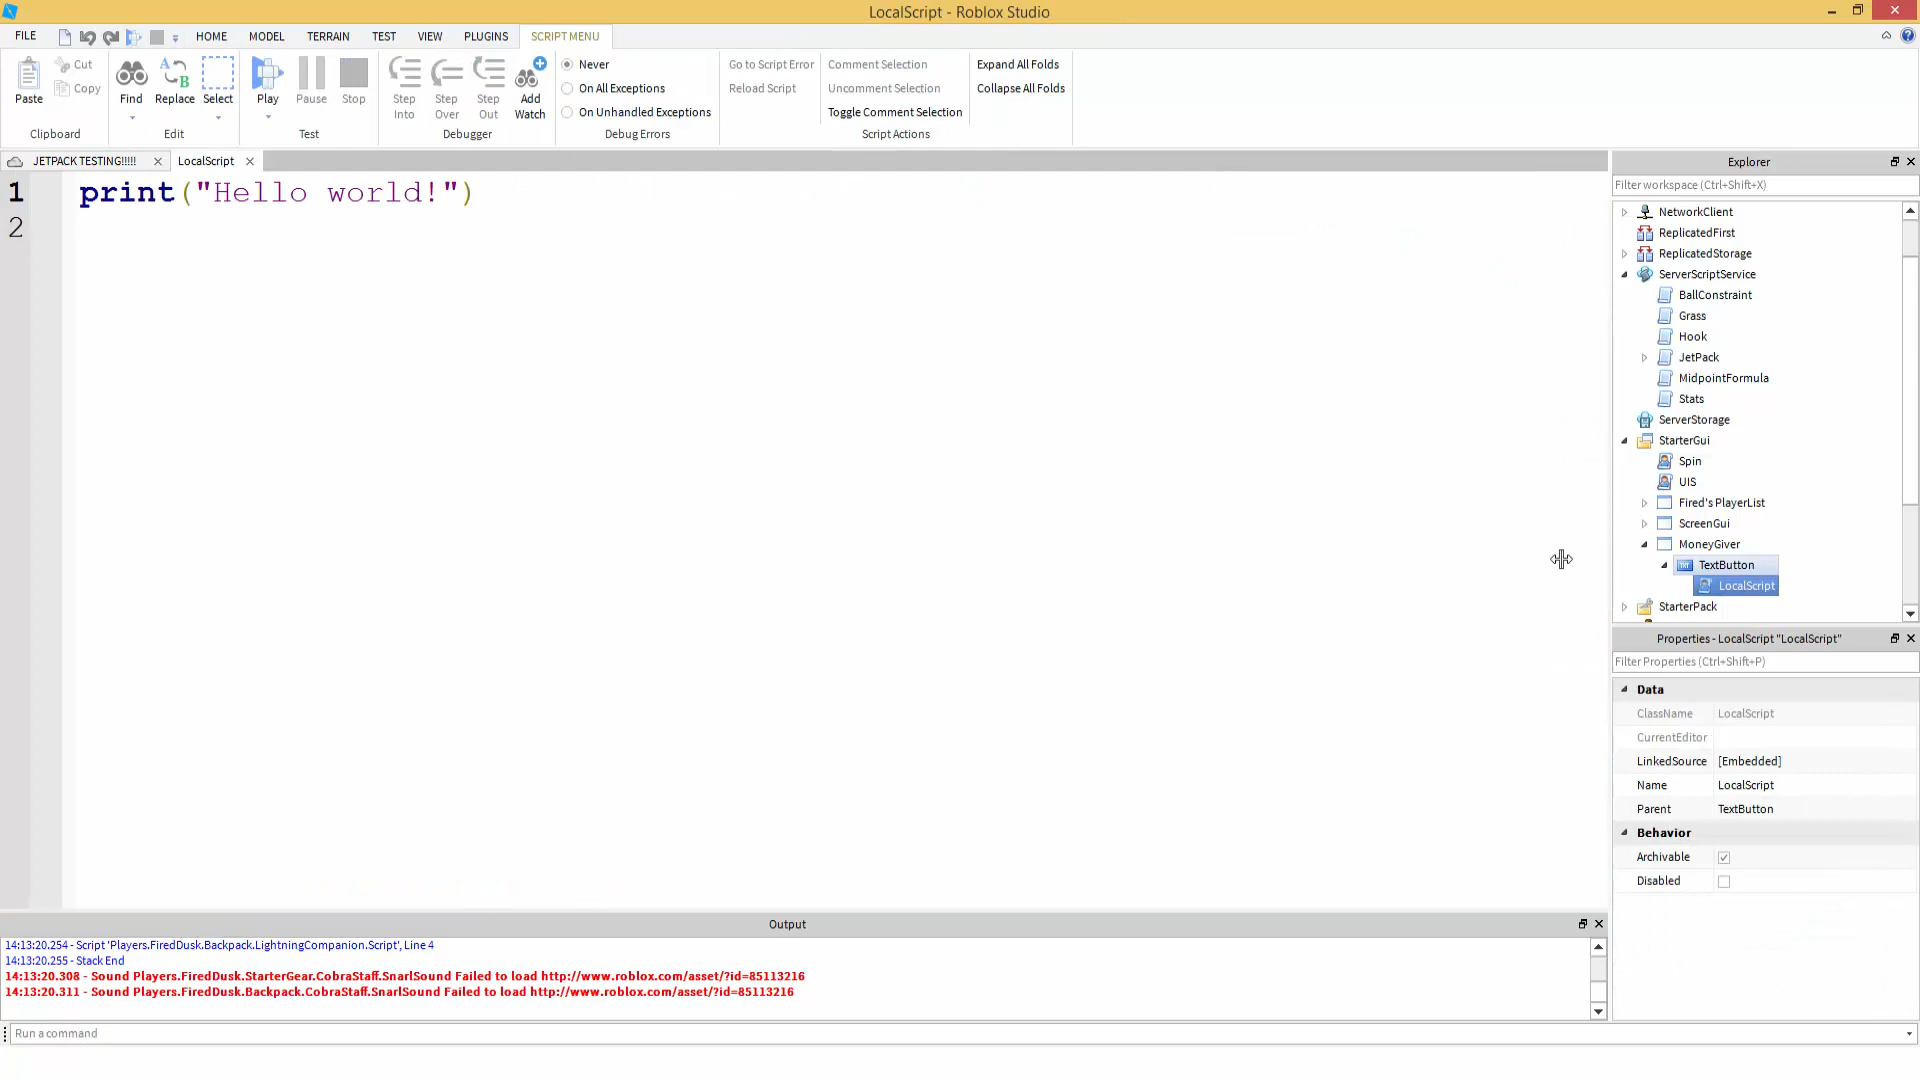 LocalScript - Roblox Studio
FILE HOME MODEL TERRAIN TEST VIEW PLUGINS SCRIPT MENU
Paste
Cut
Copy
Clipboard
Find
Replace
Select
Edit
Play
Pause
Stop
Test
Step Into
Step Over
Step Out
Add Watch
Debugger
Never
On All Exceptions
On Unhandled Exceptions
Debug Errors
Go to Script Error
Reload Script
Comment Selection
Uncomment Selection
Toggle Comment Selection
Expand All Folds
Collapse All Folds
Script Actions
JETPACK TESTING!!!!! LocalScript
1 print("Hello world!")
2
Explorer
Filter workspace (Ctrl+Shift+X)
NetworkClient
ReplicatedFirst
ReplicatedStorage
ServerScriptService
BallConstraint
Grass
Hook
JetPack
MidpointFormula
Stats
ServerStorage
StarterGui
Spin
UIS
Fired's PlayerList
ScreenGui
MoneyGiver
TextButton
LocalScript
StarterPack
Properties - LocalScript "LocalScript"
Filter Properties (Ctrl+Shift+P)
Data
ClassName LocalScript
CurrentEditor
LinkedSource [Embedded]
Name LocalScript
Parent TextButton
Behavior
Archivable
Disabled
Output
14:13:20.254 - Script 'Players.FiredDusk.Backpack.LightningCompanion.Script', Line 4
14:13:20.255 - Stack End
14:13:20.308 - Sound Players.FiredDusk.StarterGear.CobraStaff.SnarlSound Failed to load http://www.roblox.com/asset/?id=85113216
14:13:20.311 - Sound Players.FiredDusk.Backpack.CobraStaff.SnarlSound Failed to load http://www.roblox.com/asset/?id=85113216
Run a command